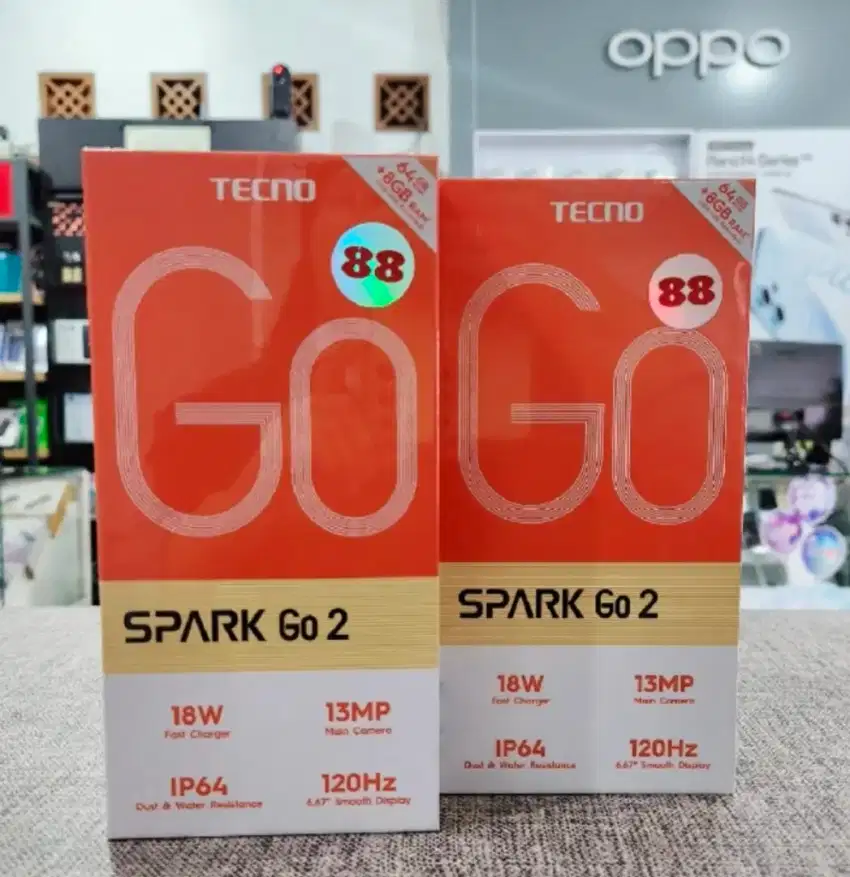 oppo
TECNO
64GB
+8GB RAM*
88
Go
SPARK Go 2
18W
Fast Charger
13MP
Main Camera
IP64
Dust & Water Resistance
120Hz
6.67" Smooth Display
TECNO
64GB
+8GB RAM*
88
Go
SPARK Go 2
18W
Fast Charger
13MP
Main Camera
IP64
Dust & Water Resistance
120Hz
6.67" Smooth Display